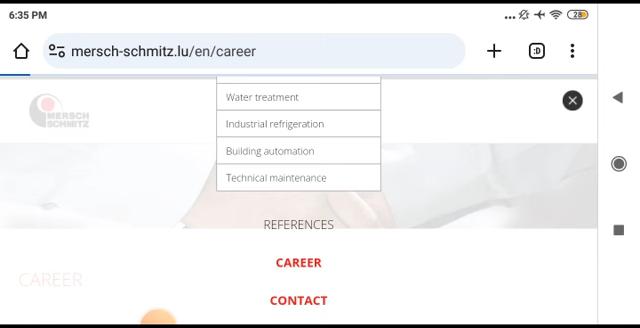 6:35 PM
28
mersch-schmitz.lu/en/career
:D
Water treatment
MERSCH
SCHMITZ
Industrial refrigeration
Building automation
Technical maintenance
REFERENCES
CAREER
CAREER
CONTACT